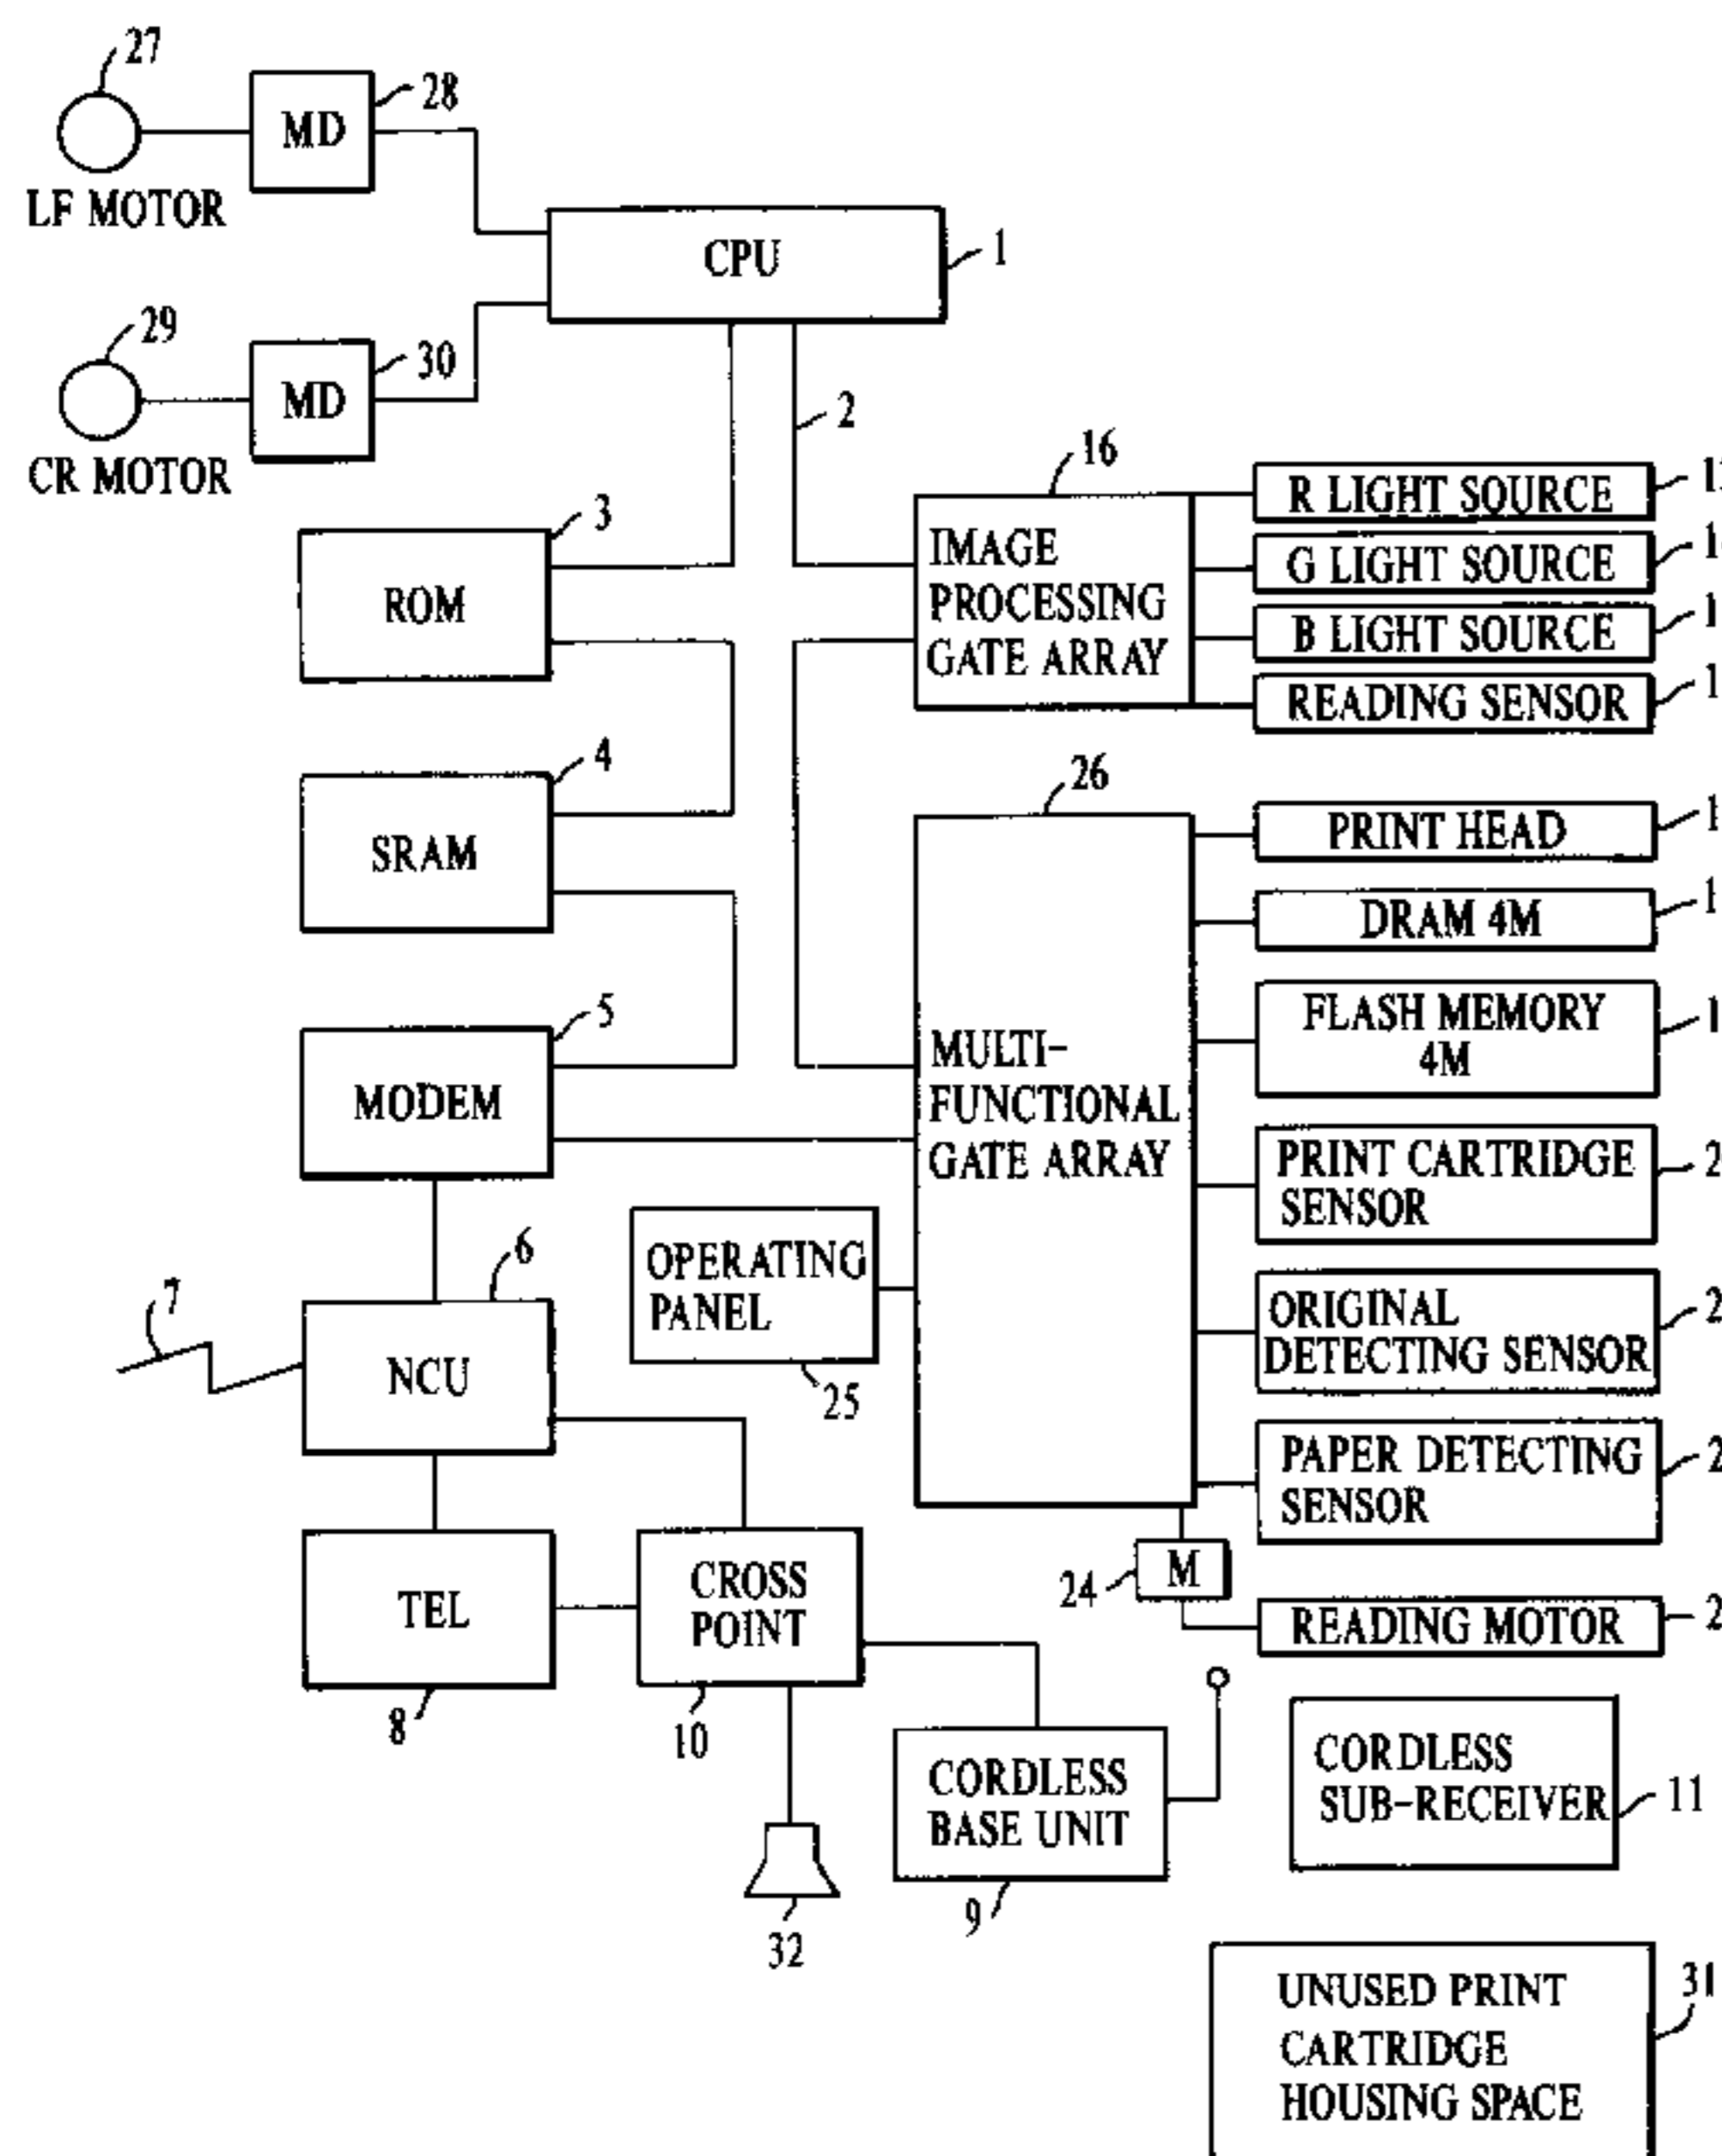 27
MD
28
LF MOTOR
CPU
1
29
MD
30
CR MOTOR
2
3
ROM
16
IMAGE
PROCESSING
GATE ARRAY
R LIGHT SOURCE
G LIGHT SOURCE
B LIGHT SOURCE
READING SENSOR
4
SRAM
26
MULTI-
FUNCTIONAL
GATE ARRAY
PRINT HEAD
DRAM 4M
FLASH MEMORY
4M
PRINT CARTRIDGE
SENSOR
ORIGINAL
DETECTING SENSOR
PAPER DETECTING
SENSOR
5
MODEM
6
7
NCU
OPERATING
PANEL
25
TEL
8
CROSS
POINT
10
24
M
READING MOTOR
32
CORDLESS
BASE UNIT
9
CORDLESS
SUB-RECEIVER
11
UNUSED PRINT
CARTRIDGE
HOUSING SPACE
31